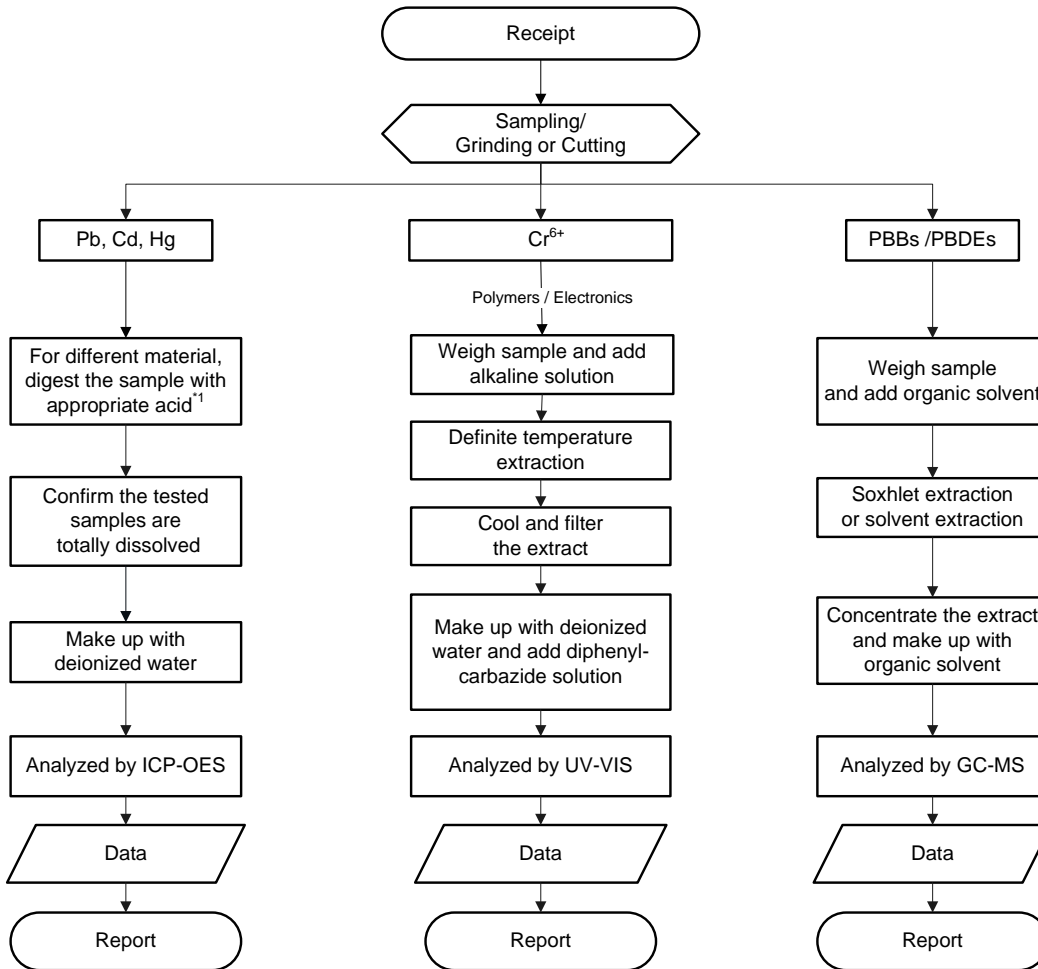 Receipt
Sampling/
Grinding or Cutting
Pb, Cd, Hg
For different material,
digest the sample with
appropriate acid*1
Confirm the tested
samples are
totally dissolved
Make up with
deionized water
Analyzed by ICP-OES
Data
Report
Cr6+
Polymers / Electronics
Weigh sample and add
alkaline solution
Definite temperature
extraction
Cool and filter
the extract
Make up with deionized
water and add diphenyl-
carbazide solution
Analyzed by UV-VIS
Data
Report
PBBs /PBDEs
Weigh sample
and add organic solvent
Soxhlet extraction
or solvent extraction
Concentrate the extract
and make up with
organic solvent
Analyzed by GC-MS
Data
Report